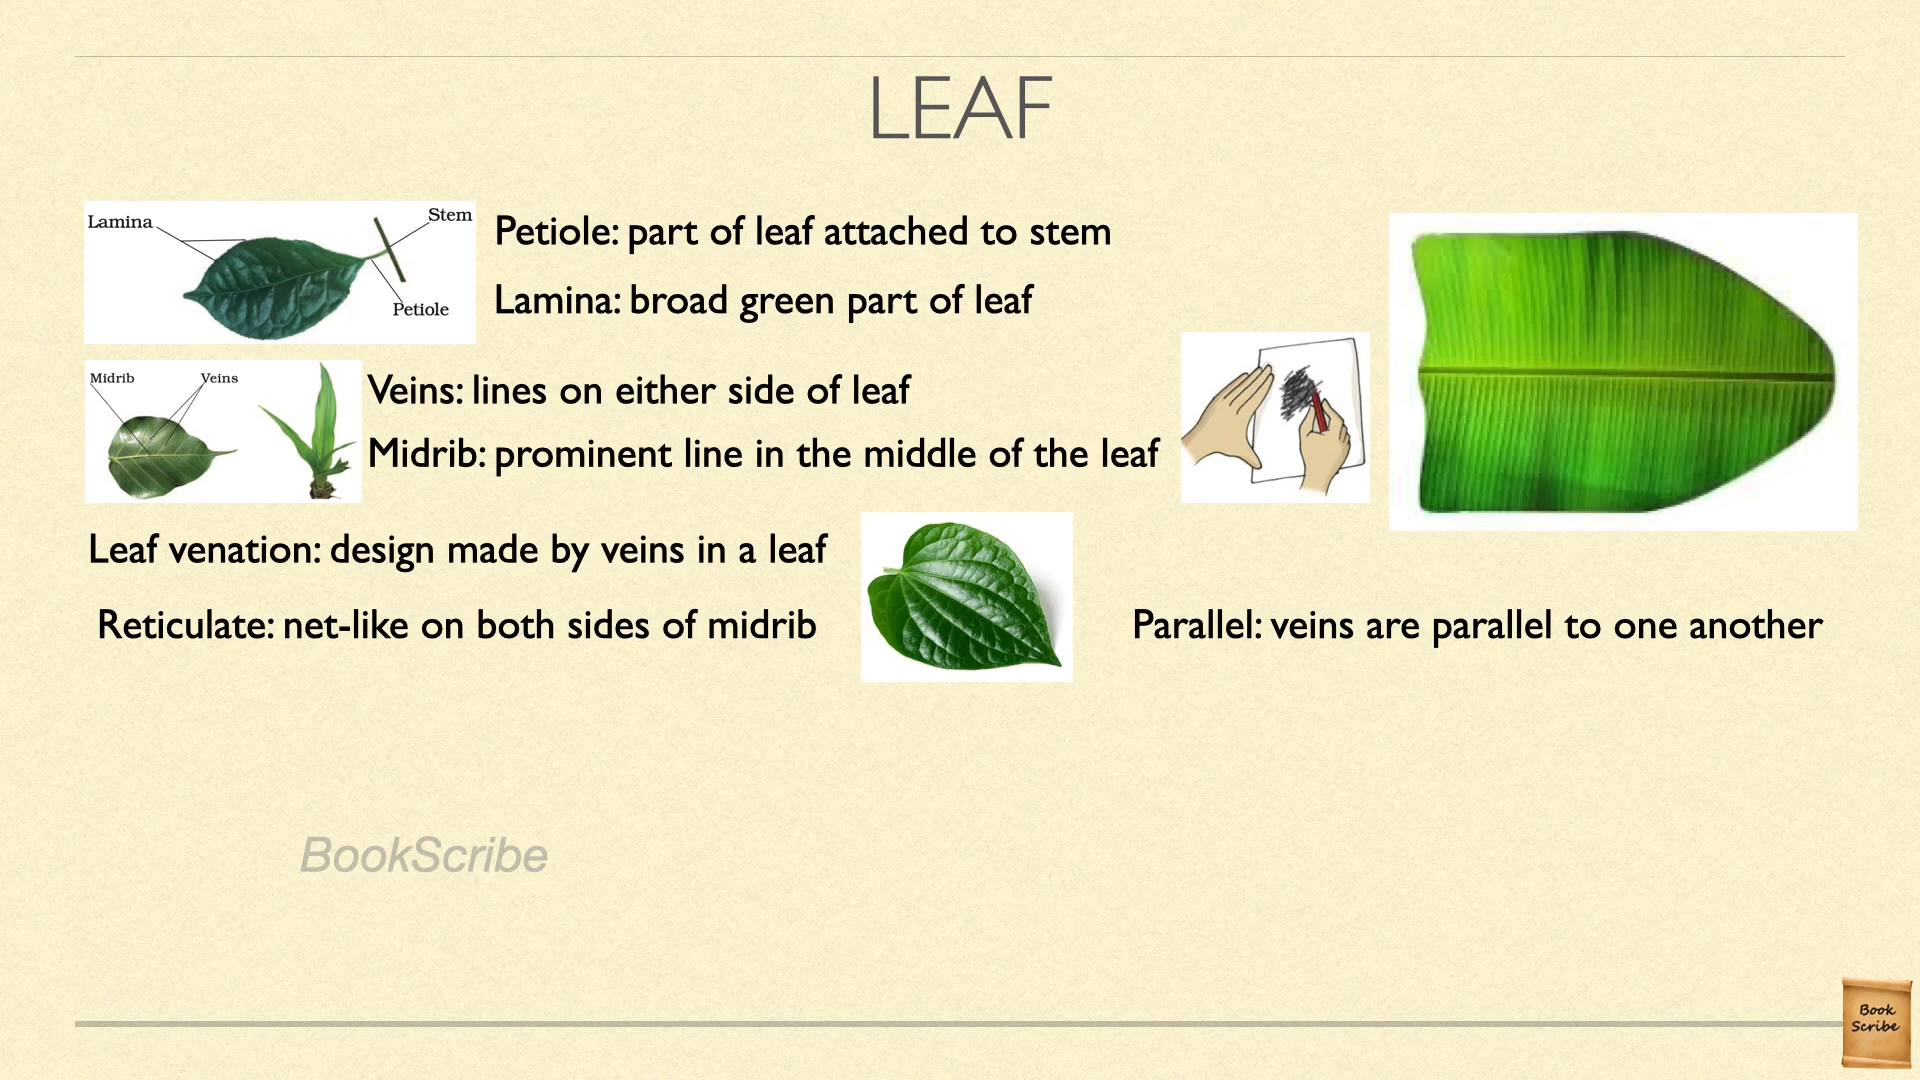 LEAF
Lamina
Stem
Petiole
Petiole: part of leaf attached to stem
Lamina: broad green part of leaf
Midrib
Veins
Veins: lines on either side of leaf
Midrib: prominent line in the middle of the leaf
Leaf venation: design made by veins in a leaf
Reticulate: net-like on both sides of midrib
Parallel: veins are parallel to one another
BookScribe
Book
Scribe